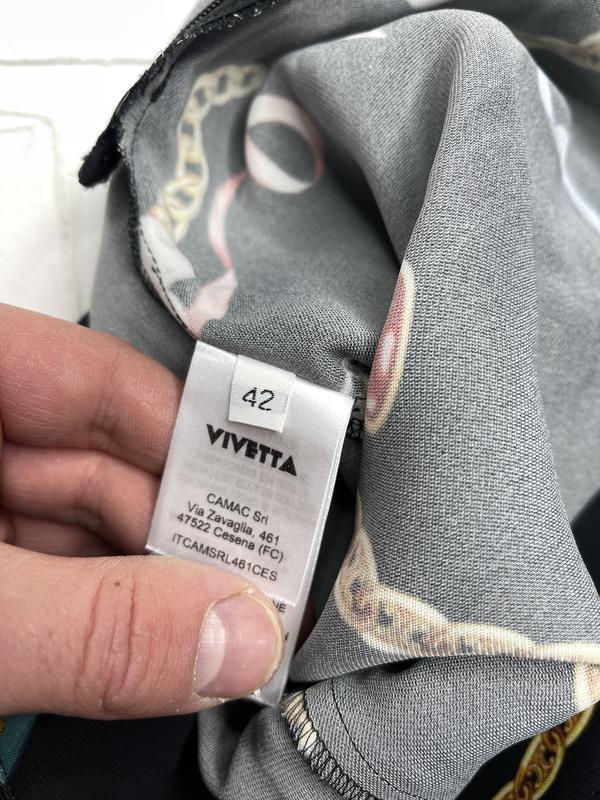 42
VIVETTA
CAMAC Srl
Via Zavaglia, 461
47522 Cesena (FC)
ITCAMSRL461CES